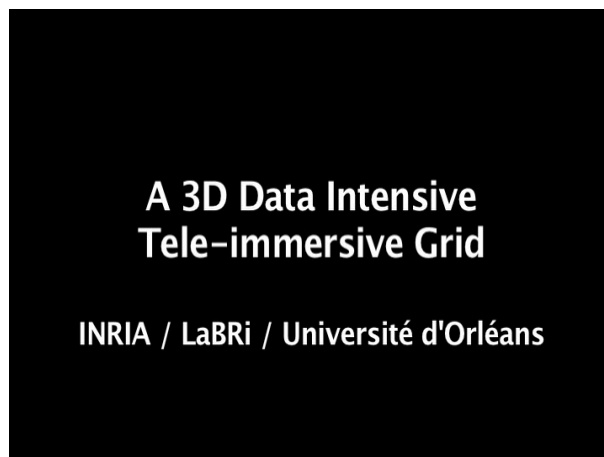 A 3D Data Intensive
Tele-immersive Grid
INRIA / LaBRi / Université d'Orléans